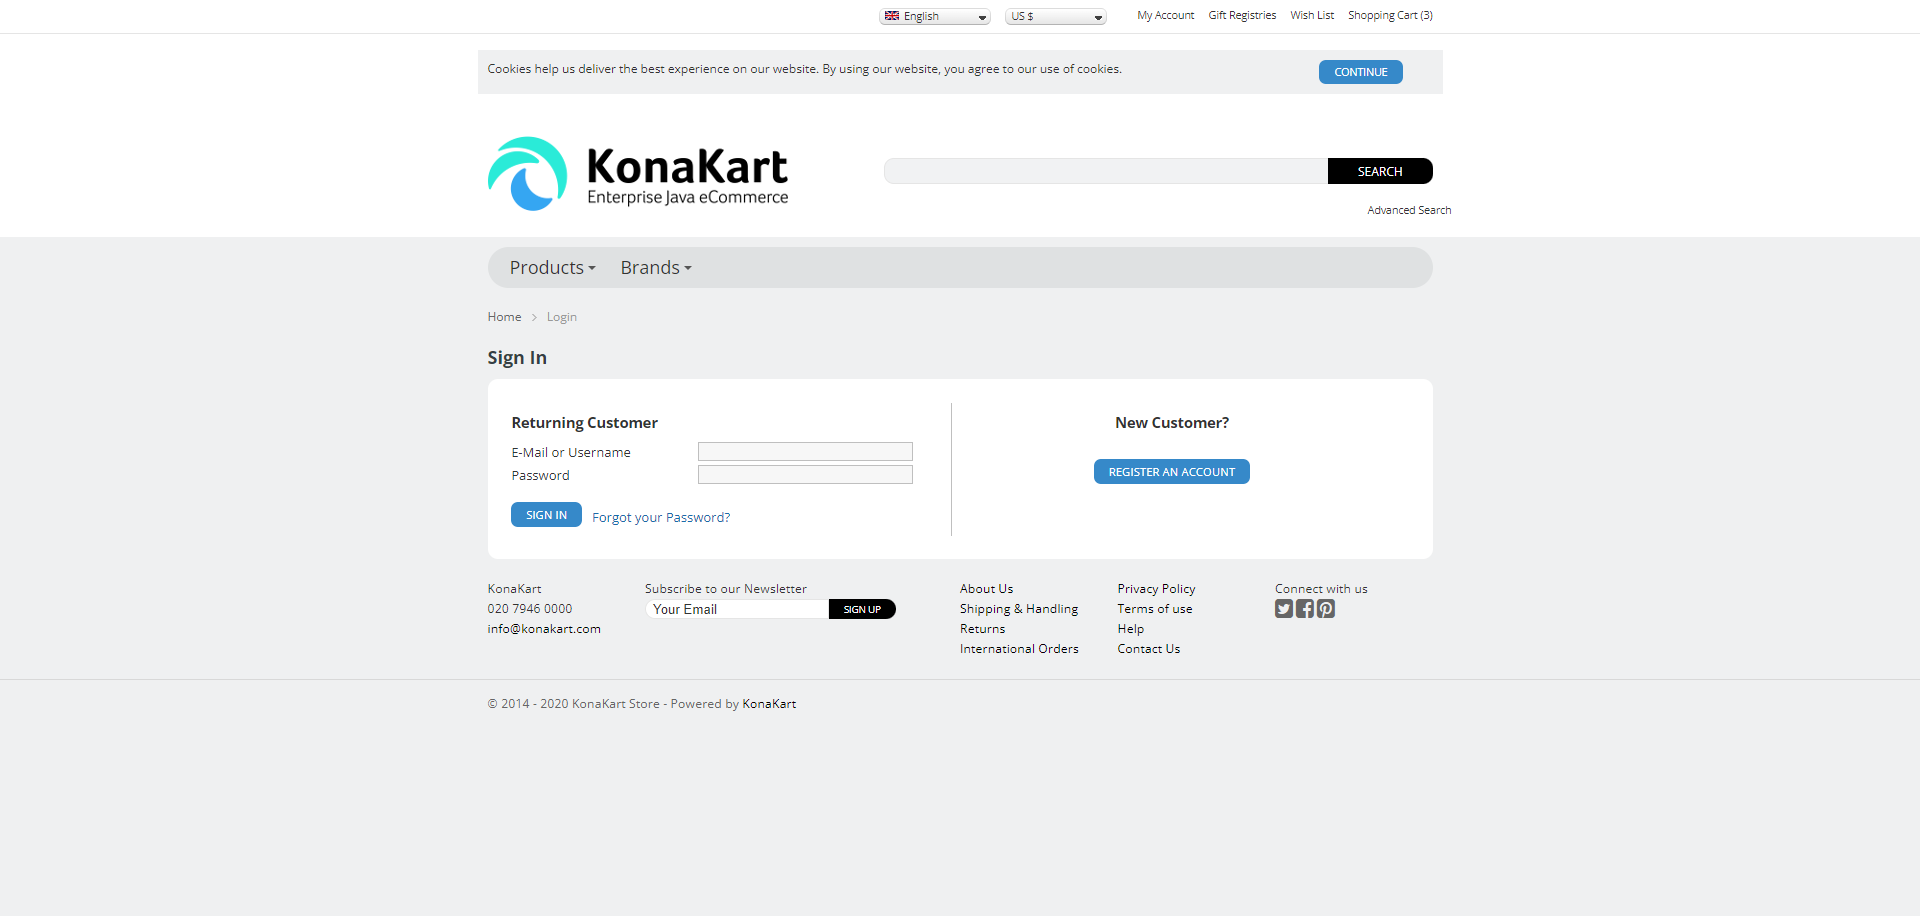 English US $ My Account Gift Registries Wish List Shopping Cart (3)
Cookies help us deliver the best experience on our website. By using our website, you agree to our use of cookies. CONTINUE
KonaKart
Enterprise Java eCommerce
SEARCH
Advanced Search
Products Brands
Home > Login
Sign In
Returning Customer
E-Mail or Username
Password
SIGN IN Forgot your Password?
New Customer?
REGISTER AN ACCOUNT
KonaKart
020 7946 0000
info@konakart.com
Subscribe to our Newsletter
Your Email SIGN UP
About Us
Shipping & Handling
Returns
International Orders
Privacy Policy
Terms of use
Help
Contact Us
Connect with us
© 2014 - 2020 KonaKart Store - Powered by KonaKart